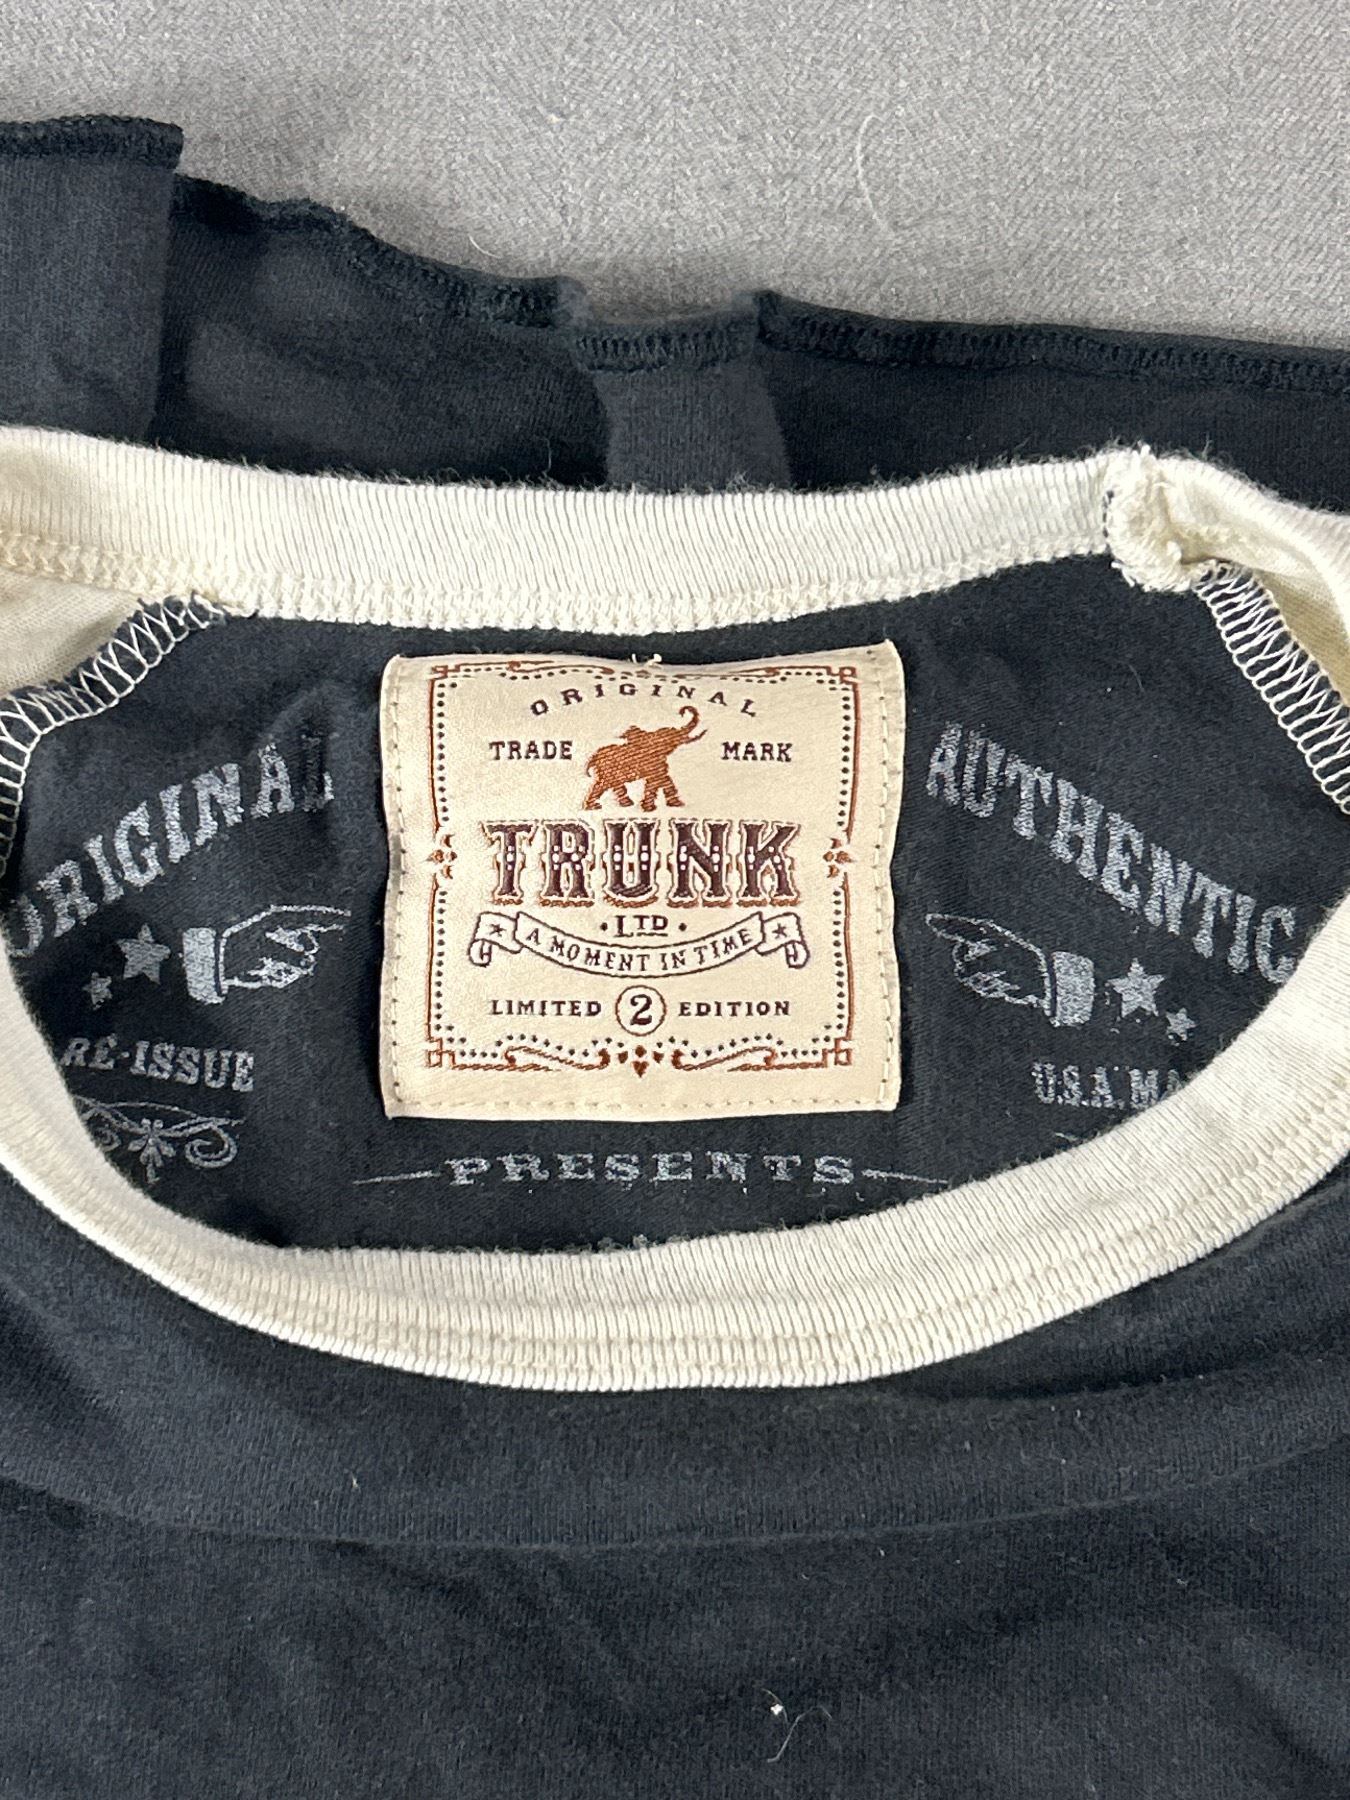 ORIGINAL
TRADE MARK
TRUNK
LTD
A MOMENT IN TIME
LIMITED 2 EDITION
ORIGINAL
RE-ISSUE
AUTHENTIC
U.S.A.
PRESENTS